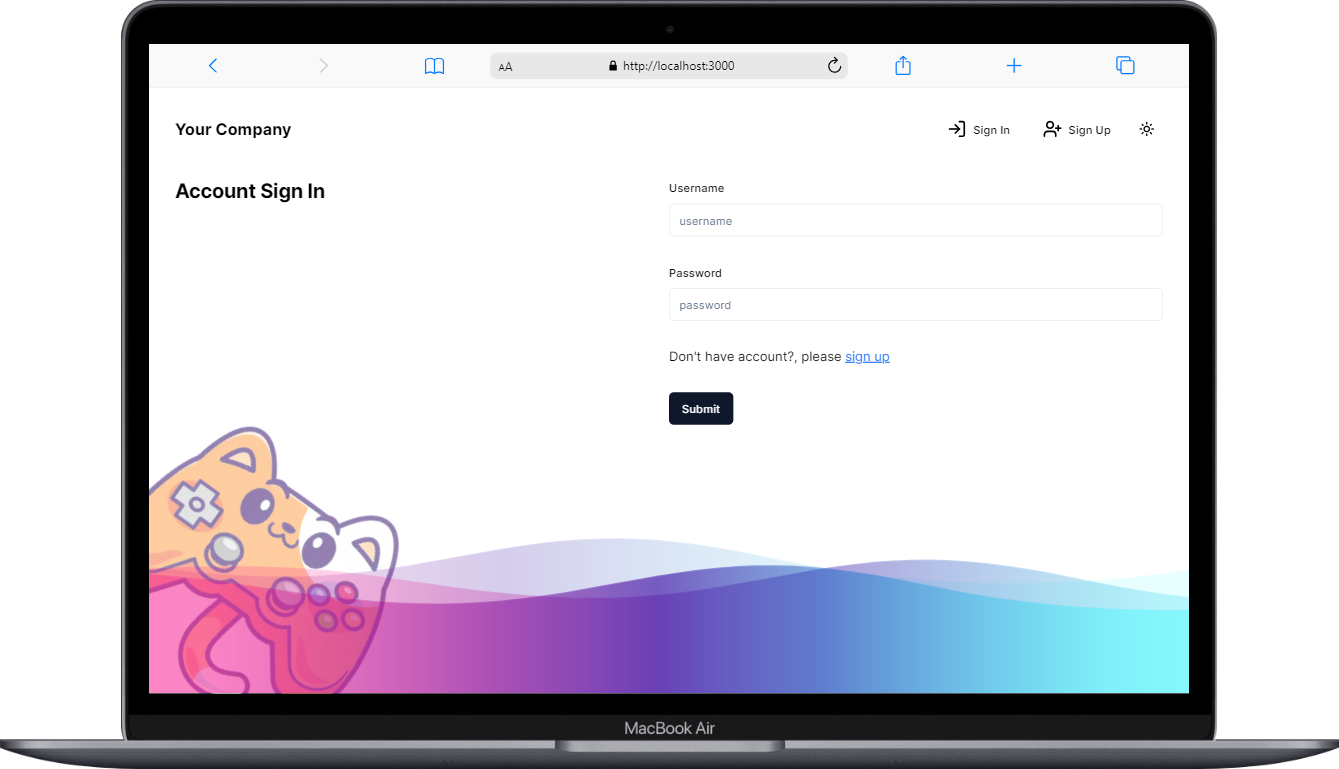 AA
http://localhost:3000
Your Company
Sign In
Sign Up
Account Sign In
Username
username
Password
password
Don't have account?, please sign up
Submit
MacBook Air